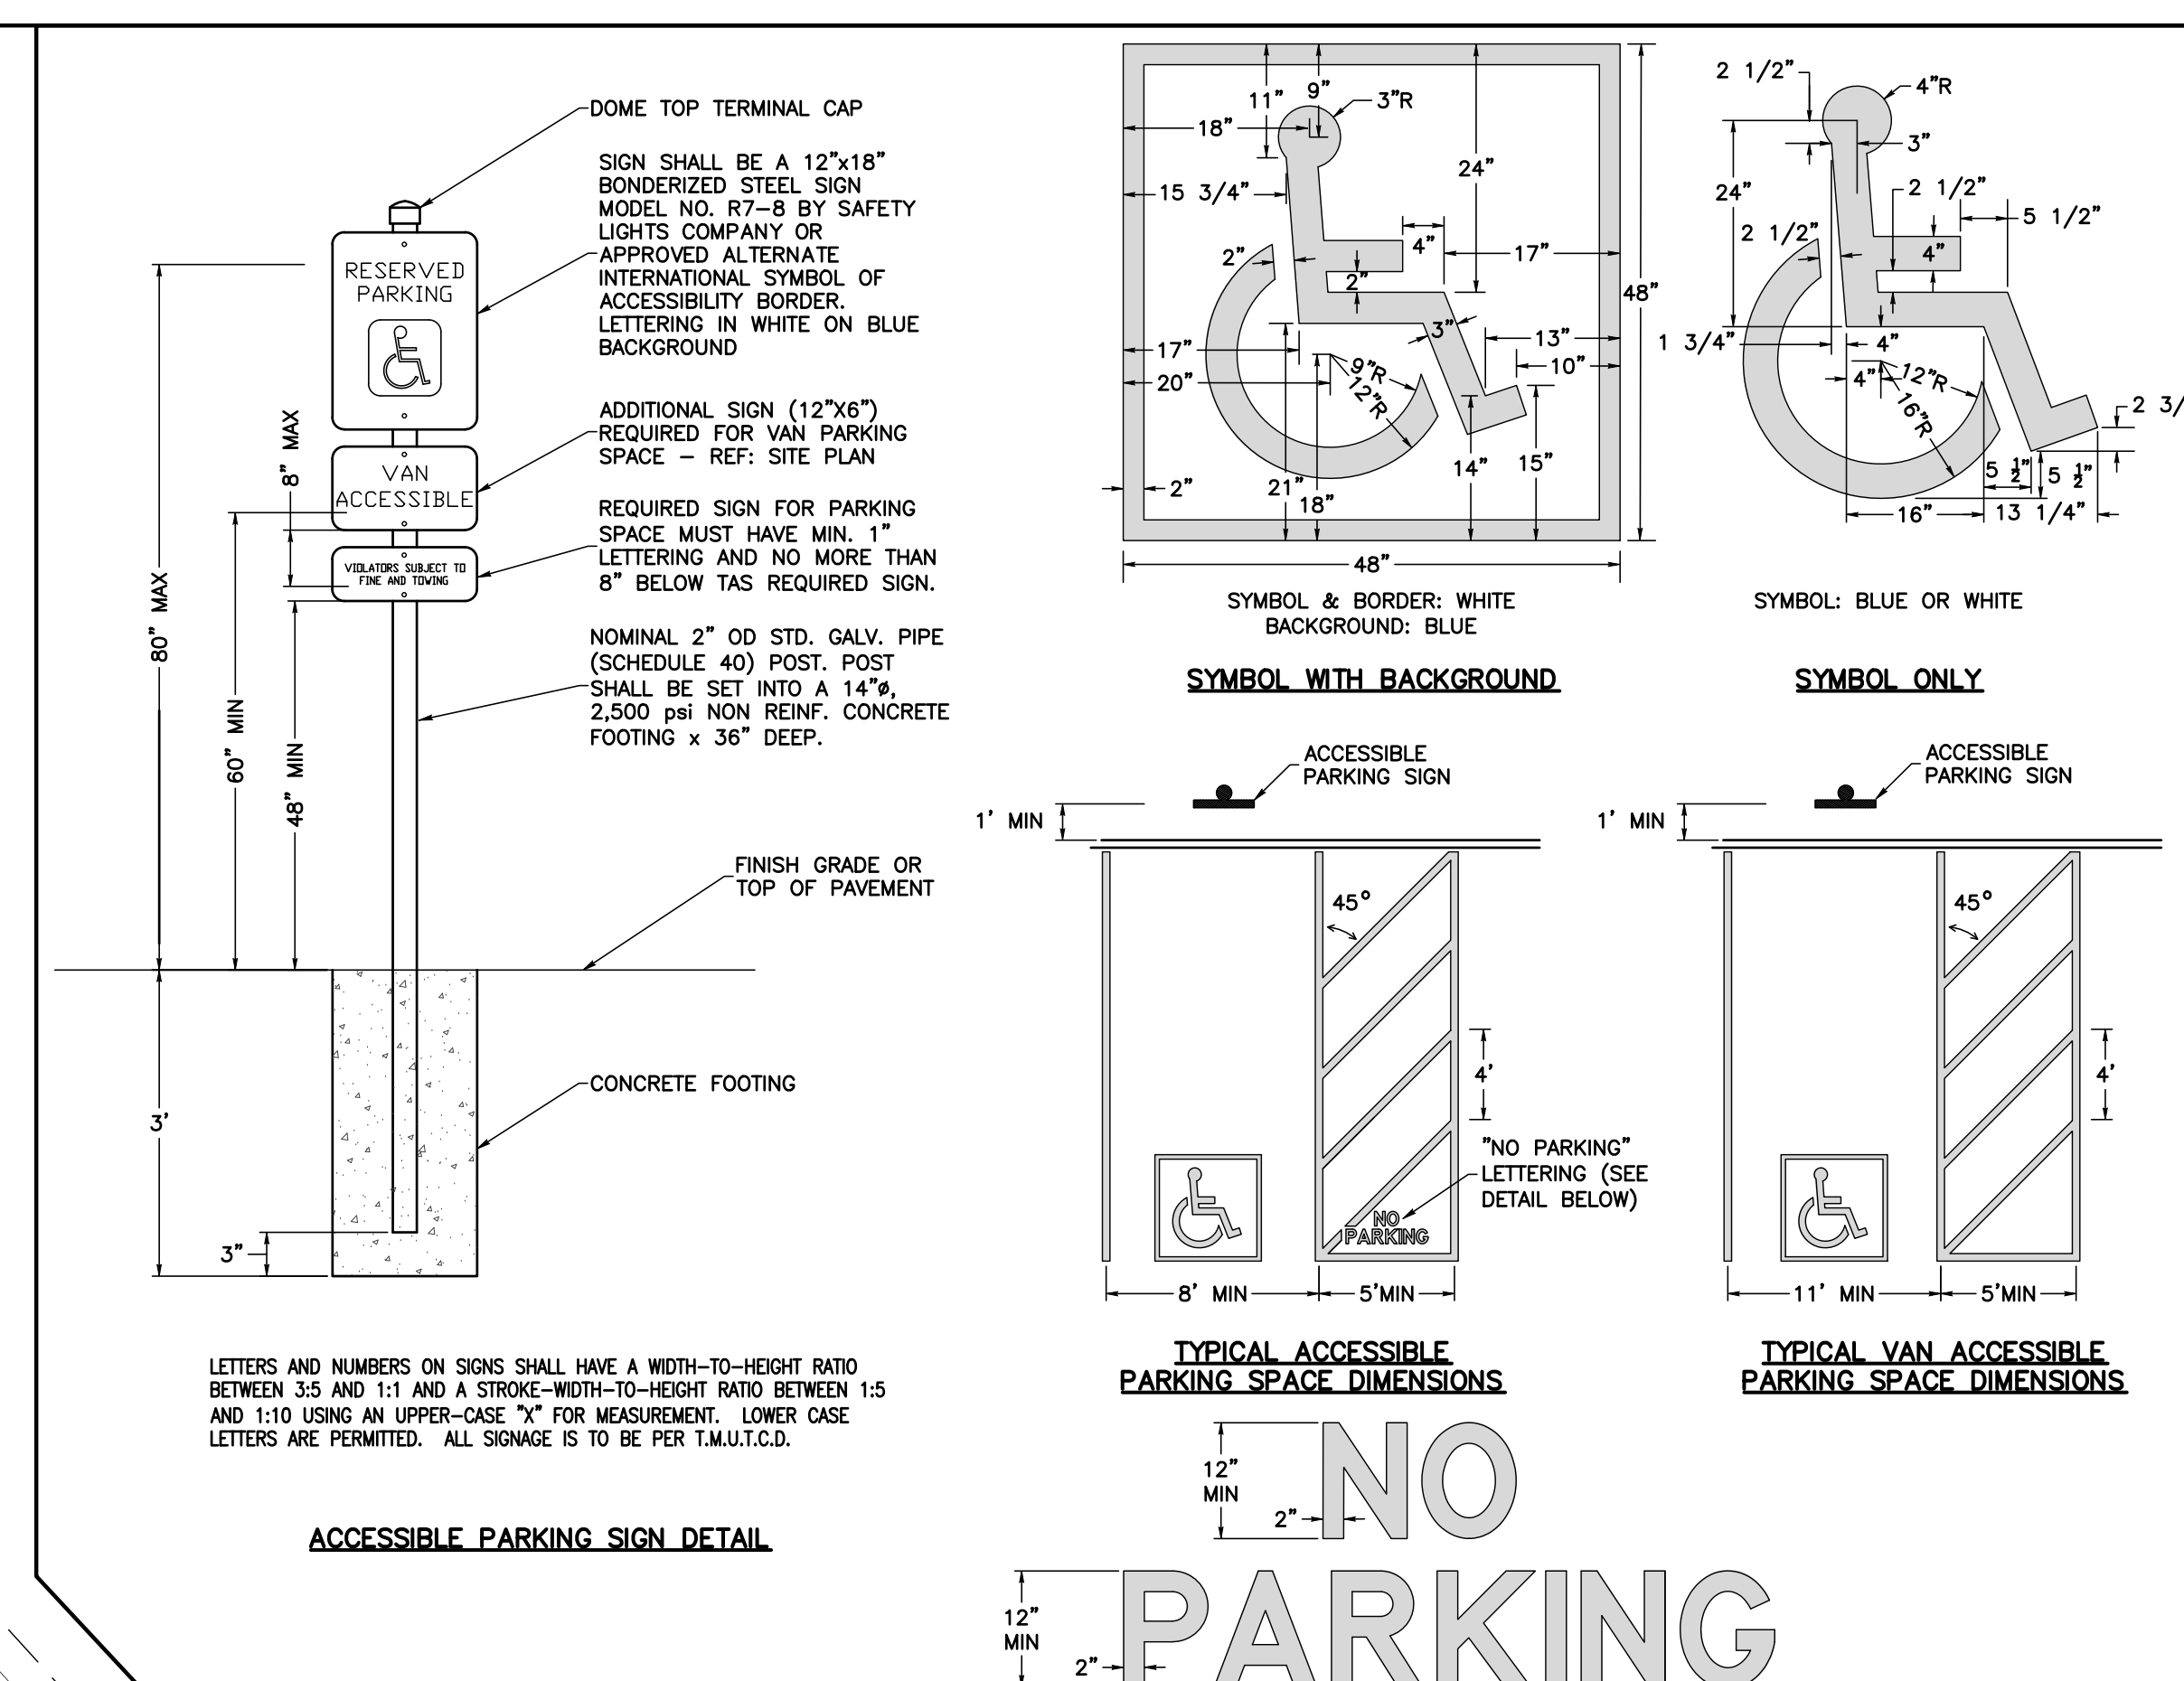 DOME TOP TERMINAL CAP
SIGN SHALL BE A 12"x18"
BONDERIZED STEEL SIGN
MODEL NO. R7-8 BY SAFETY
LIGHTS COMPANY OR
APPROVED ALTERNATE
INTERNATIONAL SYMBOL OF
ACCESSIBILITY BORDER.
LETTERING IN WHITE ON BLUE
BACKGROUND
RESERVED
PARKING
ADDITIONAL SIGN (12"X6")
REQUIRED FOR VAN PARKING
SPACE - REF: SITE PLAN
VAN
ACCESSIBLE
REQUIRED SIGN FOR PARKING
SPACE MUST HAVE MIN. 1"
LETTERING AND NO MORE THAN
8" BELOW TAS REQUIRED SIGN.
VIOLATORS SUBJECT TO
FINE AND TOWING
NOMINAL 2" OD STD. GALV. PIPE
(SCHEDULE 40) POST. POST
SHALL BE SET INTO A 14"ø,
2,500 psi NON REINF. CONCRETE
FOOTING x 36" DEEP.
8" MAX
80" MAX
60" MIN
48" MIN
FINISH GRADE OR
TOP OF PAVEMENT
CONCRETE FOOTING
3'
3"
LETTERS AND NUMBERS ON SIGNS SHALL HAVE A WIDTH-TO-HEIGHT RATIO
BETWEEN 3:5 AND 1:1 AND A STROKE-WIDTH-TO-HEIGHT RATIO BETWEEN 1:5
AND 1:10 USING AN UPPER-CASE "X" FOR MEASUREMENT. LOWER CASE
LETTERS ARE PERMITTED. ALL SIGNAGE IS TO BE PER T.M.U.T.C.D.
ACCESSIBLE PARKING SIGN DETAIL
11"
9"
3"R
18"
24"
15 3/4"
4"
17"
2"
2"
48"
3"
13"
17"
10"
20"
9"R
12"R
14"
15"
2"
21"
18"
48"
SYMBOL & BORDER: WHITE
BACKGROUND: BLUE
SYMBOL WITH BACKGROUND
2 1/2"
4"R
3"
24"
2 1/2"
5 1/2"
2 1/2"
4"
1 3/4"
4"
4"
12"R
16"R
2 3/
5 1/2"
5 1/2"
16"
13 1/4"
SYMBOL: BLUE OR WHITE
SYMBOL ONLY
ACCESSIBLE
PARKING SIGN
1' MIN
45°
4'
"NO PARKING"
LETTERING (SEE
DETAIL BELOW)
NO
PARKING
8' MIN
5'MIN
TYPICAL ACCESSIBLE
PARKING SPACE DIMENSIONS
ACCESSIBLE
PARKING SIGN
1' MIN
45°
4'
11' MIN
5'MIN
TYPICAL VAN ACCESSIBLE
PARKING SPACE DIMENSIONS
12"
MIN
2"
NO
12"
MIN
2"
PARKING